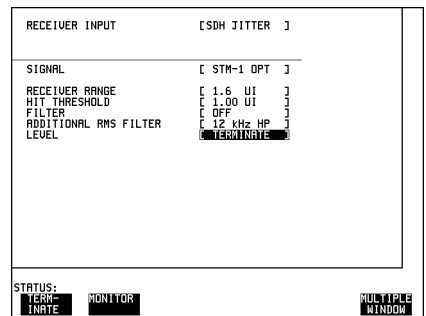 RECEIVER INPUT [SDH JITTER ]
SIGNAL [ STM-1 OPT ]
RECEIVER RANGE [ 1.6 UI ]
HIT THRESHOLD [ 1.00 UI ]
FILTER [ OFF ]
ADDITIONAL RMS FILTER [ 12 kHz HP ]
LEVEL [ TERMINATE ]
STATUS:
TERM- MONITOR MULTIPLE
INATE WINDOW